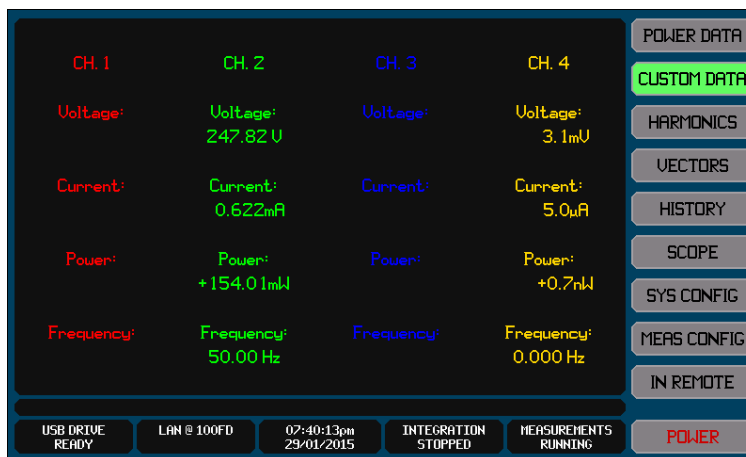 CH. 1 CH. 2 CH. 3 CH. 4
Voltage: Voltage: Voltage: Voltage:
247.82 V 3.1mV
Current: Current: Current: Current:
0.622mA 5.0µA
Power: Power: Power: Power:
+154.01mW +0.7nW
Frequency: Frequency: Frequency: Frequency:
50.00 Hz 0.000 Hz
POWER DATA
CUSTOM DATA
HARMONICS
VECTORS
HISTORY
SCOPE
SYS CONFIG
MEAS CONFIG
IN REMOTE
POWER
USB DRIVE
READY
LAN @ 100FD
07:40:13pm
29/01/2015
INTEGRATION
STOPPED
MEASUREMENTS
RUNNING